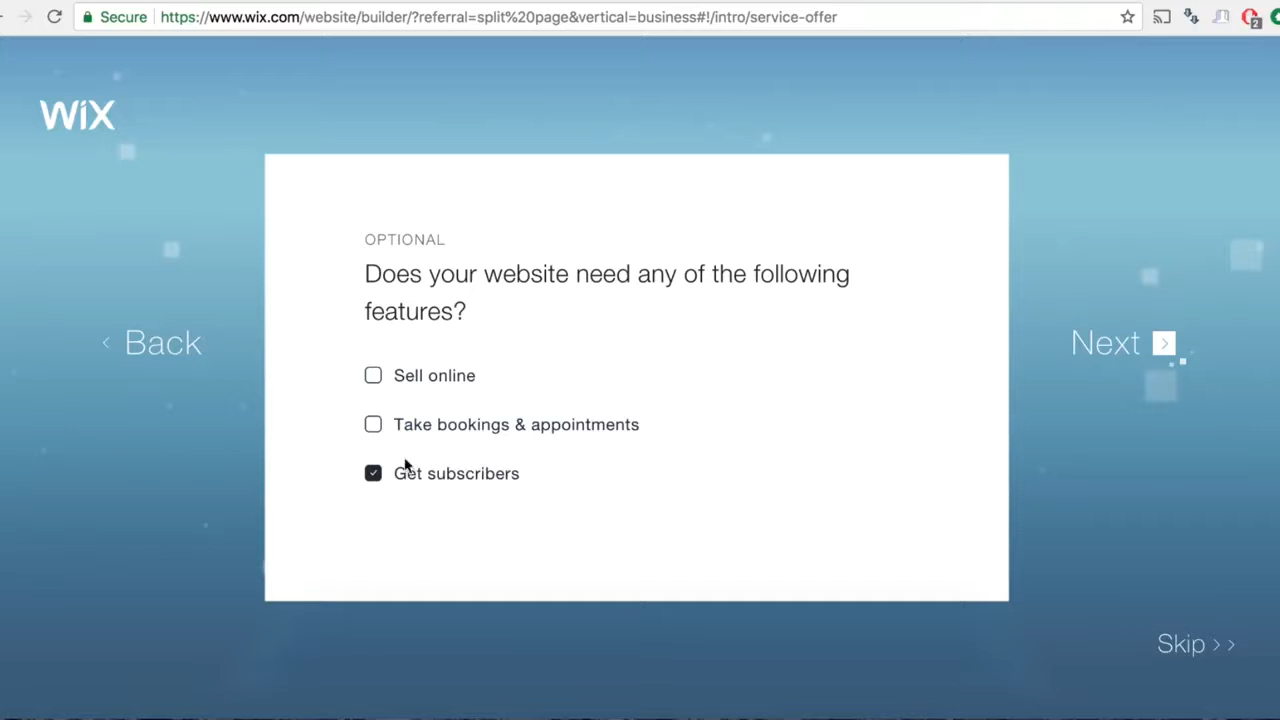 Secure https://www.wix.com/website/builder/?referral=split%20page&vertical=business#!/intro/service-offer
2
WiX
OPTIONAL
Does your website need any of the following
features?
Back
Next
Sell online
Take bookings & appointments
Get subscribers
Skip